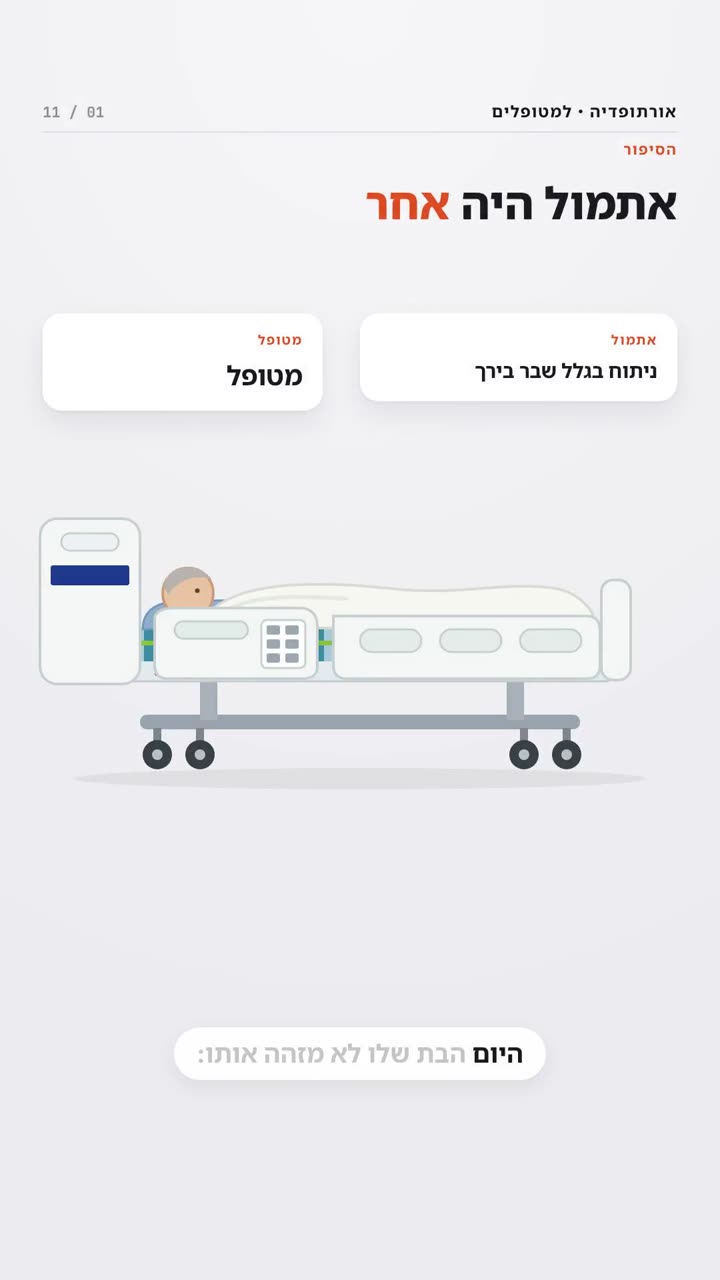 אורתופדיה • למטופלים
01 / 11
הסיפור
אתמול היה אחר
אתמול
ניתוח בגלל שבר בירך
מטופל
מטופל
היום הבת שלו לא מזהה אותו: